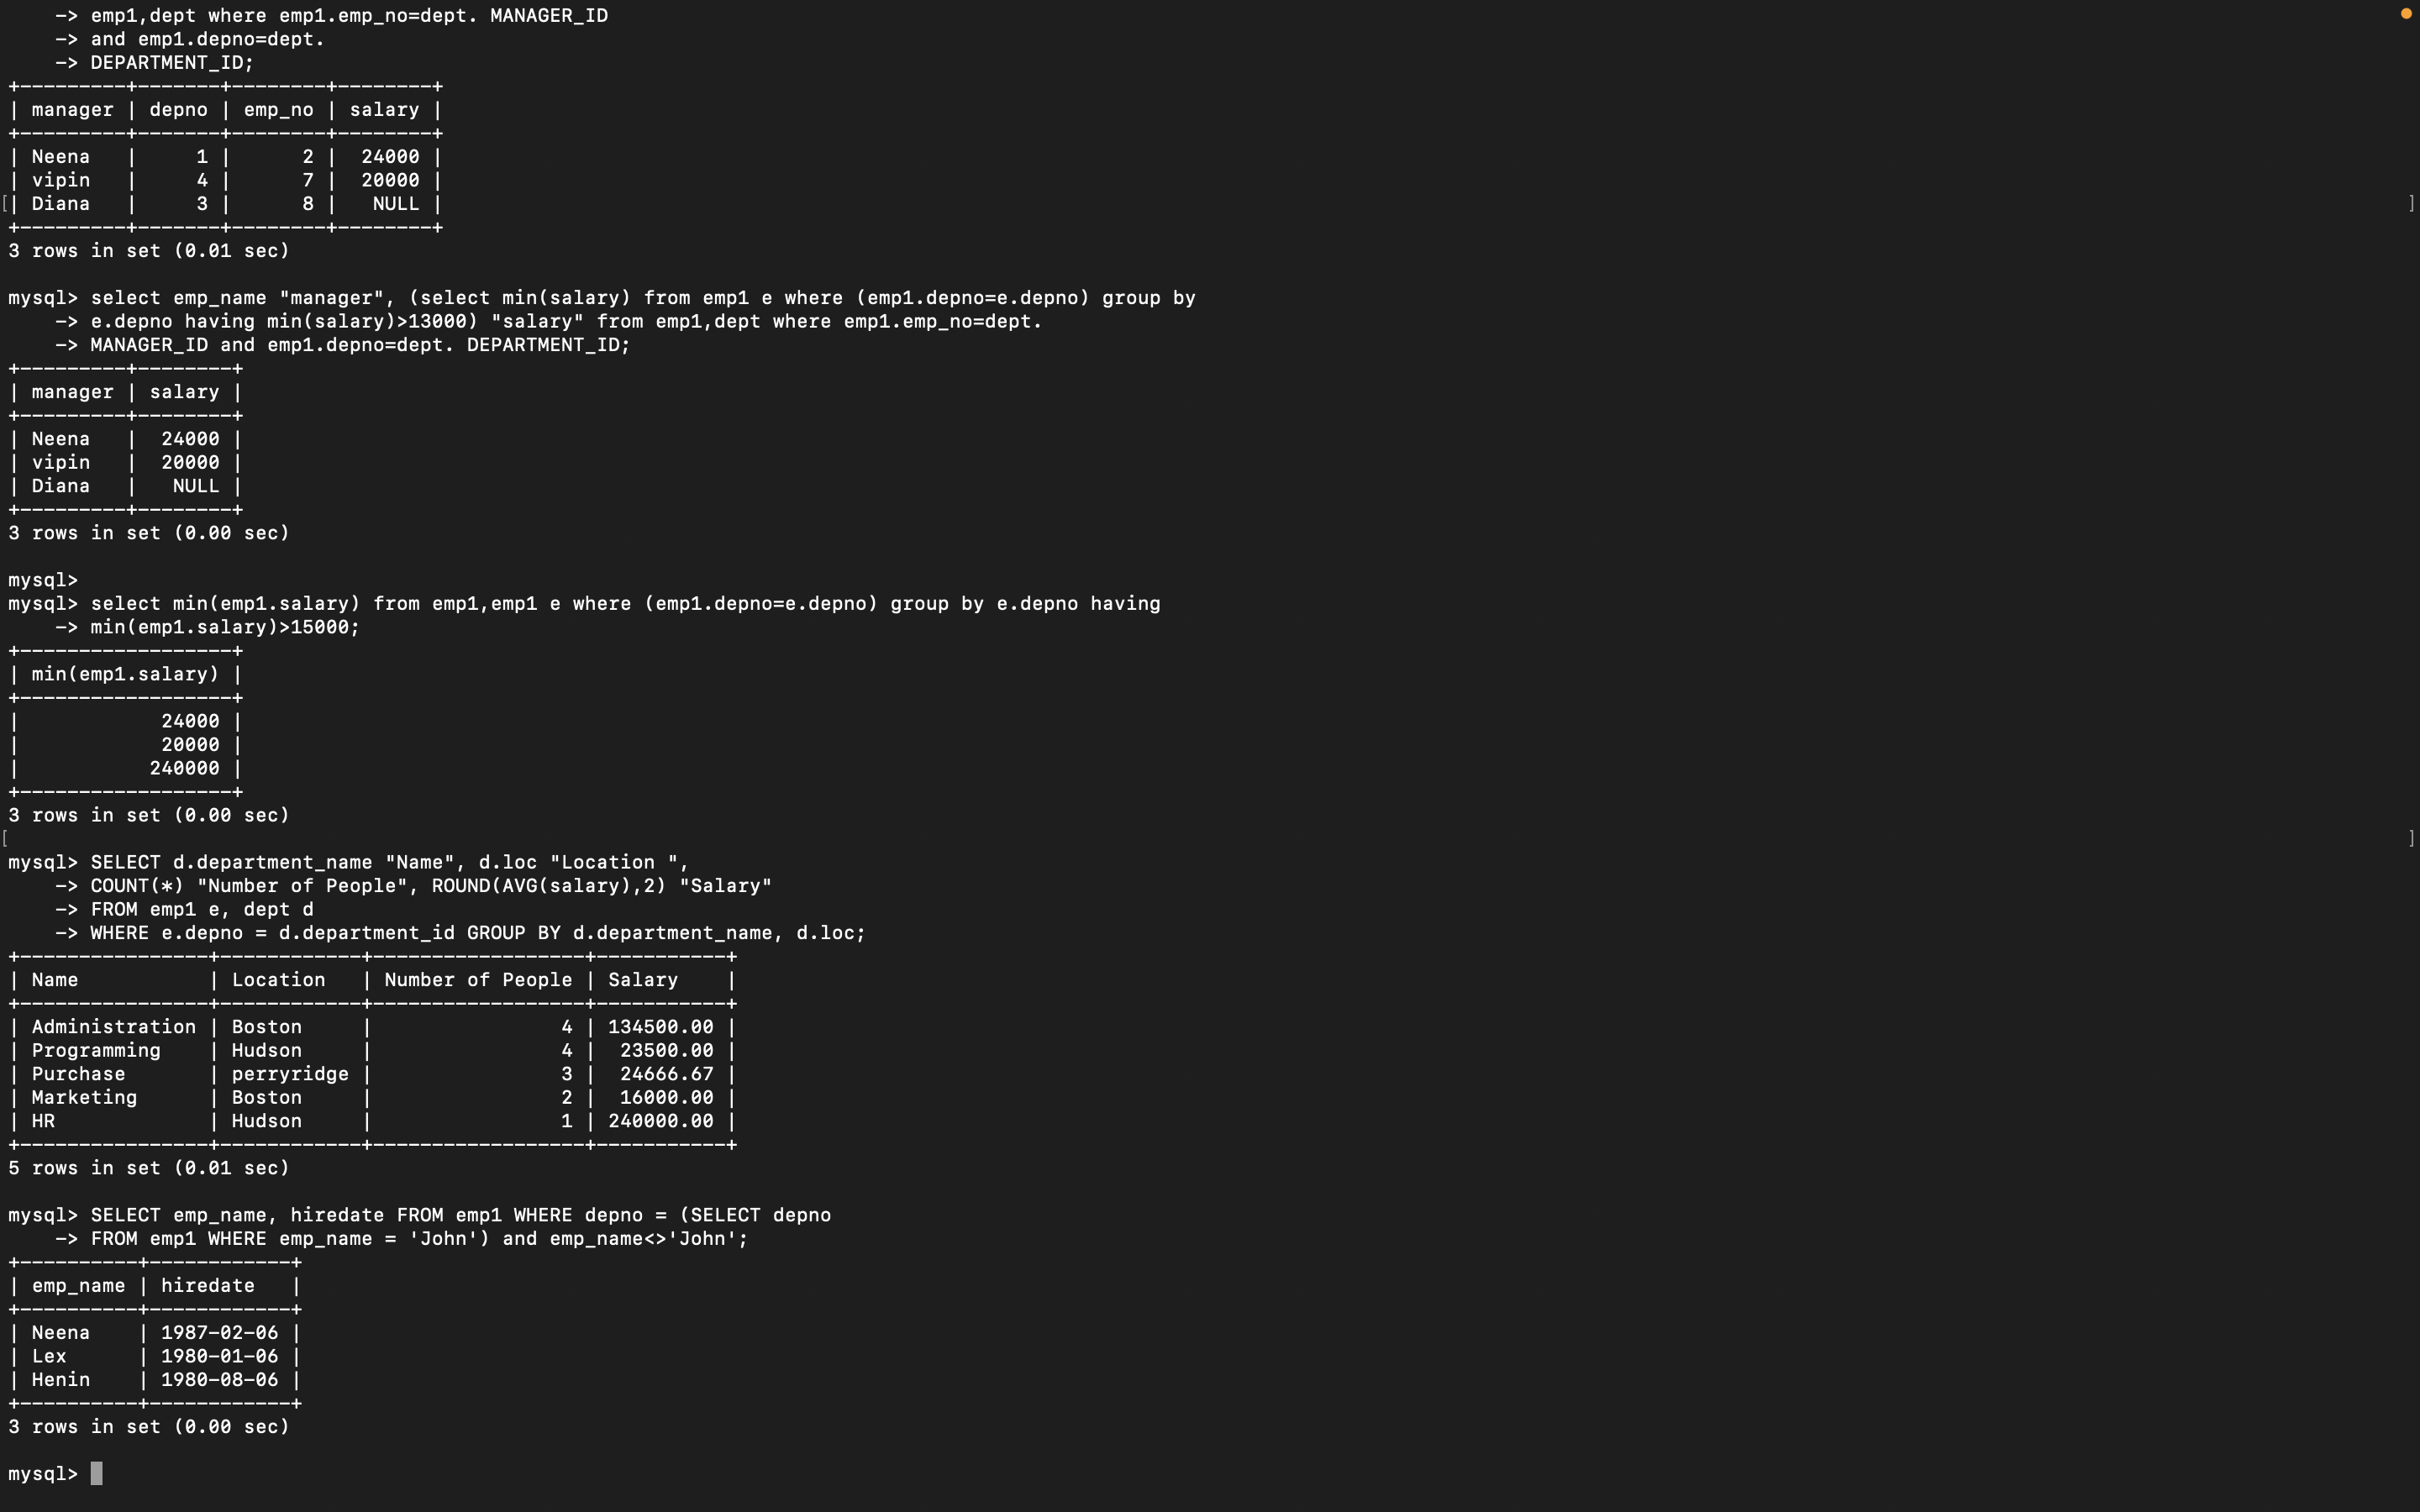 -> emp1,dept where emp1.emp_no=dept. MANAGER_ID
    -> and emp1.depno=dept.
    -> DEPARTMENT_ID;
+---------+-------+--------+--------+
| manager | depno | emp_no | salary |
+---------+-------+--------+--------+
| Neena   |     1 |      2 |  24000 |
| vipin   |     4 |      7 |  20000 |
[| Diana   |     3 |      8 |   NULL | ]
+---------+-------+--------+--------+
3 rows in set (0.01 sec)

mysql> select emp_name "manager", (select min(salary) from emp1 e where (emp1.depno=e.depno) group by
    -> e.depno having min(salary)>13000) "salary" from emp1,dept where emp1.emp_no=dept.
    -> MANAGER_ID and emp1.depno=dept. DEPARTMENT_ID;
+---------+--------+
| manager | salary |
+---------+--------+
| Neena   |  24000 |
| vipin   |  20000 |
| Diana   |   NULL |
+---------+--------+
3 rows in set (0.00 sec)

mysql>
mysql> select min(emp1.salary) from emp1,emp1 e where (emp1.depno=e.depno) group by e.depno having
    -> min(emp1.salary)>15000;
+------------------+
| min(emp1.salary) |
+------------------+
|            24000 |
|            20000 |
|           240000 |
+------------------+
3 rows in set (0.00 sec)
[ ]
mysql> SELECT d.department_name "Name", d.loc "Location ",
    -> COUNT(*) "Number of People", ROUND(AVG(salary),2) "Salary"
    -> FROM emp1 e, dept d
    -> WHERE e.depno = d.department_id GROUP BY d.department_name, d.loc;
+----------------+------------+------------------+-----------+
| Name           | Location   | Number of People | Salary    |
+----------------+------------+------------------+-----------+
| Administration | Boston     |                4 | 134500.00 |
| Programming    | Hudson     |                4 |  23500.00 |
| Purchase       | perryridge |                3 |  24666.67 |
| Marketing      | Boston     |                2 |  16000.00 |
| HR             | Hudson     |                1 | 240000.00 |
+----------------+------------+------------------+-----------+
5 rows in set (0.01 sec)

mysql> SELECT emp_name, hiredate FROM emp1 WHERE depno = (SELECT depno
    -> FROM emp1 WHERE emp_name = 'John') and emp_name<>'John';
+----------+------------+
| emp_name | hiredate   |
+----------+------------+
| Neena    | 1987-02-06 |
| Lex      | 1980-01-06 |
| Henin    | 1980-08-06 |
+----------+------------+
3 rows in set (0.00 sec)

mysql>